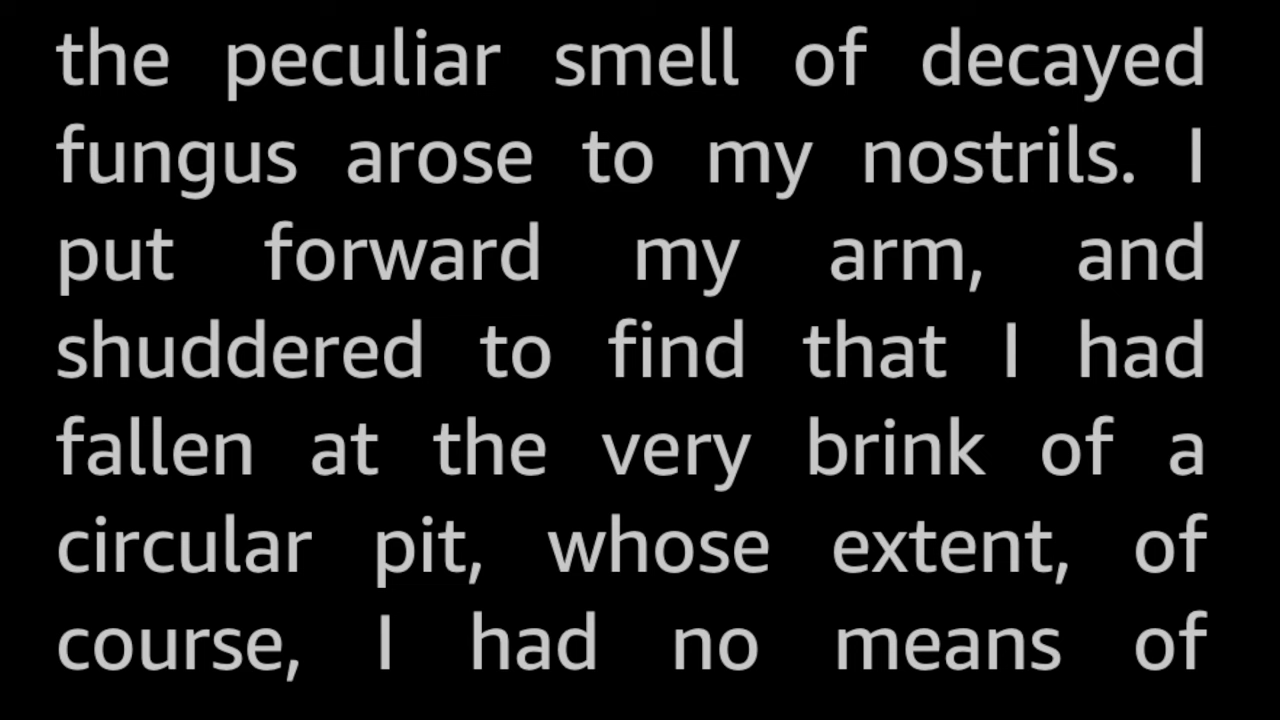 the peculiar smell of decayed
fungus arose to my nostrils. I
put forward my arm, and
shuddered to find that I had
fallen at the very brink of a
circular pit, whose extent, of
course, I had no means of